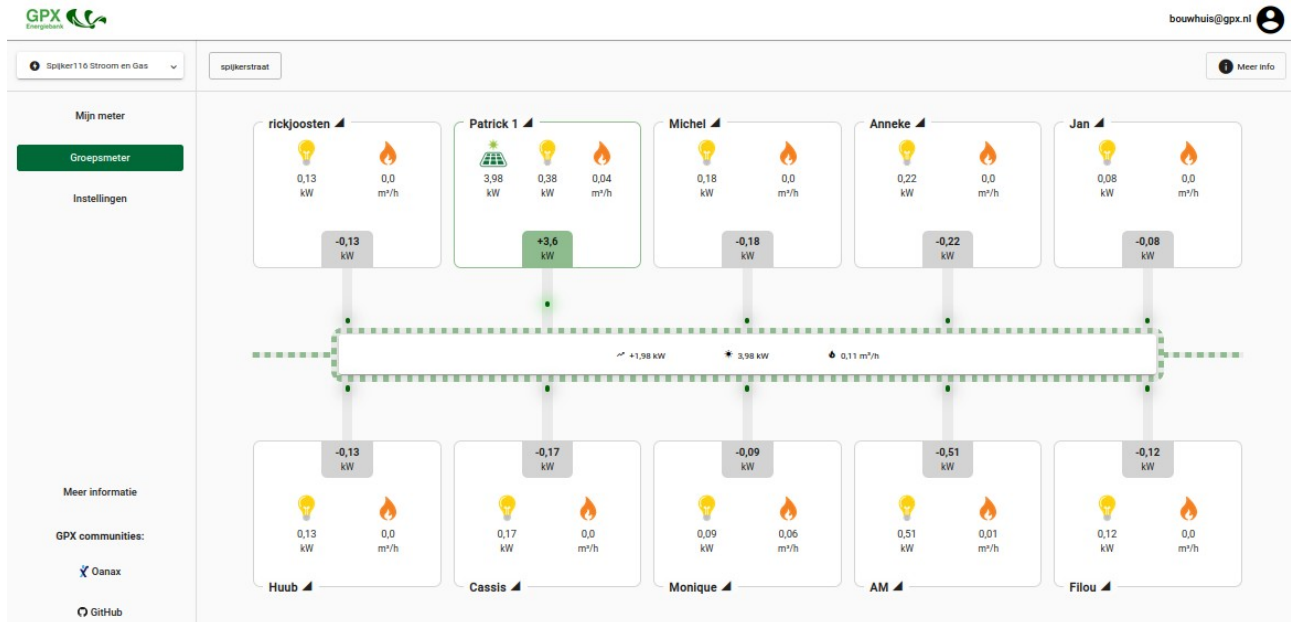 GPX
Energiebank
bouwhuis@gpx.nl
Spijker116 Stroom en Gas
spijkerstraat
Meer info
Mijn meter
Groepsmeter
Instellingen
rickjoosten
0,13 kW
0,0 m³/h
-0,13 kW
Patrick 1
3,98 kW
0,38 kW
0,04 m³/h
+3,6 kW
Michel
0,18 kW
0,0 m³/h
-0,18 kW
Anneke
0,22 kW
0,0 m³/h
-0,22 kW
Jan
0,08 kW
0,0 m³/h
-0,08 kW
+1,98 kW
3,98 kW
0,11 m³/h
-0,13 kW
0,13 kW
0,0 m³/h
Huub
-0,17 kW
0,17 kW
0,0 m³/h
Cassis
-0,09 kW
0,09 kW
0,06 m³/h
Monique
-0,51 kW
0,51 kW
0,01 m³/h
AM
-0,12 kW
0,12 kW
0,0 m³/h
Filou
Meer informatie
GPX communities:
Oanax
GitHub